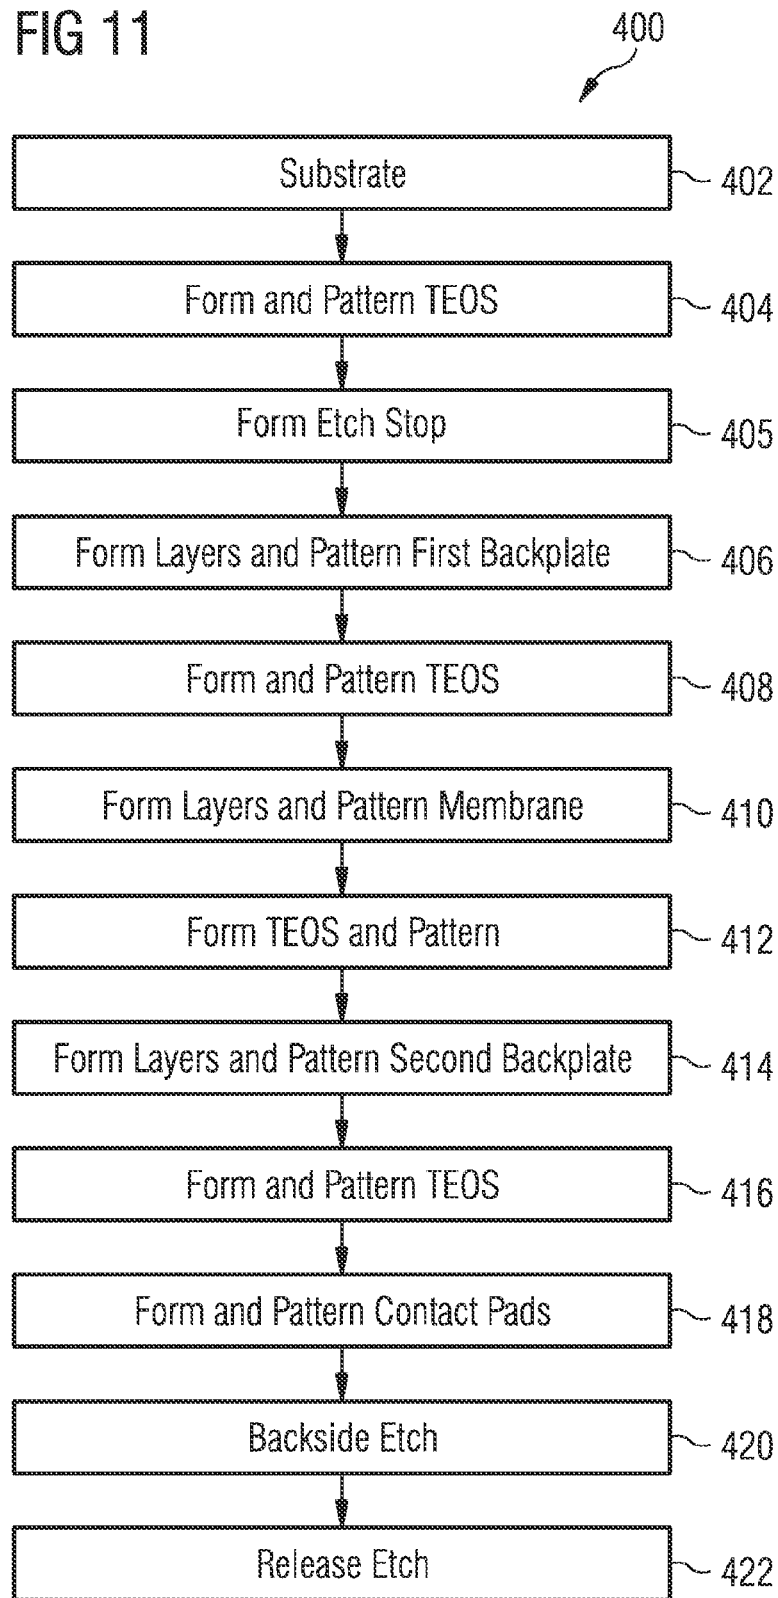 FIG 11
400
Substrate
402
Form and Pattern TEOS
404
Form Etch Stop
405
Form Layers and Pattern First Backplate
406
Form and Pattern TEOS
408
Form Layers and Pattern Membrane
410
Form TEOS and Pattern
412
Form Layers and Pattern Second Backplate
414
Form and Pattern TEOS
416
Form and Pattern Contact Pads
418
Backside Etch
420
Release Etch
422